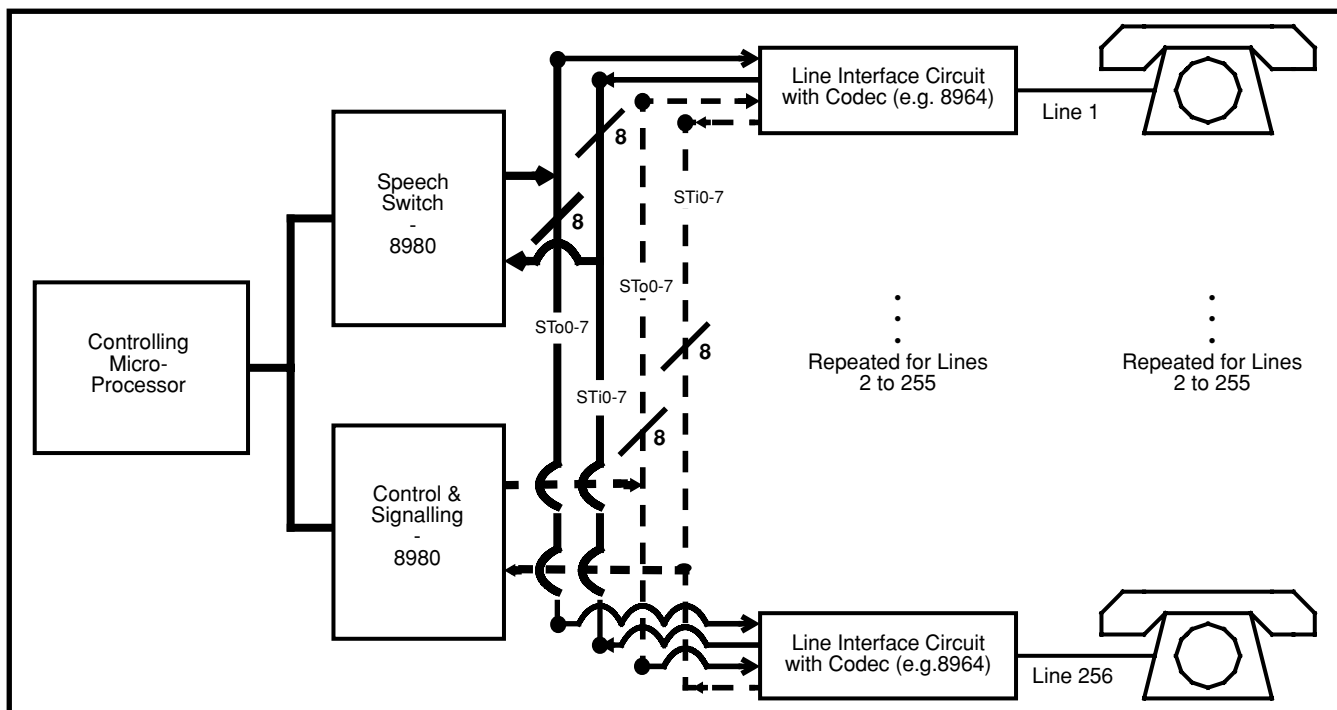 Line Interface Circuit
with Codec (e.g. 8964)
Line 1
8
8
Speech
Switch
-
8980
STi0-7
STo0-7
STo0-7
Controlling
Micro-
Processor
8
STi0-7
8
Repeated for Lines
2 to 255
Repeated for Lines
2 to 255
Control &
Signalling
-
8980
Line Interface Circuit
with Codec (e.g.8964)
Line 256